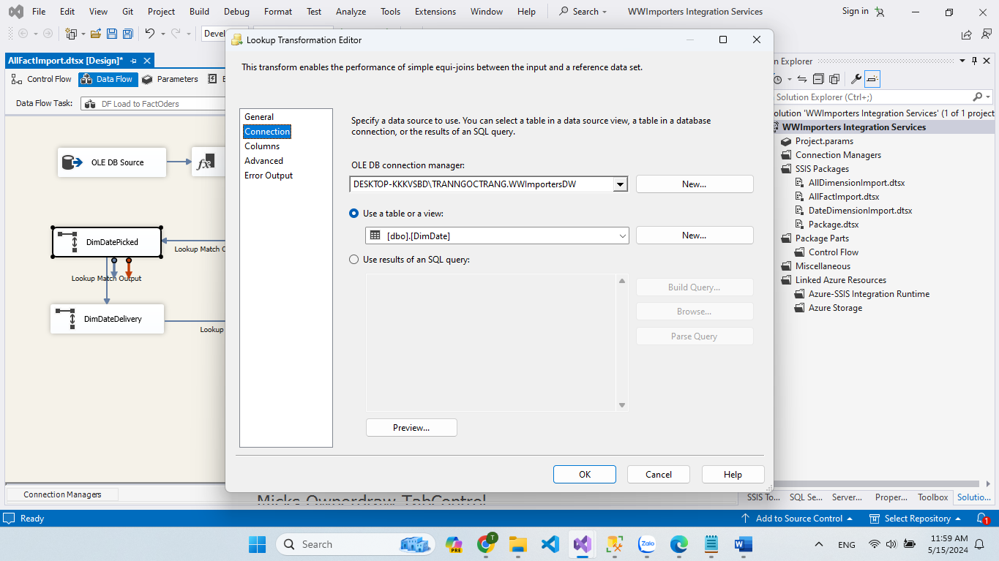 File Edit View Git Project Build Debug Format Test Analyze Tools Extensions Window Help Search WWImporters Integration Services Sign in
Lookup Transformation Editor
This transform enables the performance of simple equi-joins between the input and a reference data set.
AllFactImport.dtsx [Design]*
Control Flow Data Flow Parameters
Data Flow Task: DF Load to FactOders
OLE DB Source
fx
DimDatePicked
Lookup Match
Lookup Match Output
DimDateDelivery
Lookup
General
Connection
Columns
Advanced
Error Output
Specify a data source to use. You can select a table in a data source view, a table in a database
connection, or the results of an SQL query.
OLE DB connection manager:
DESKTOP-KKKVSBD\TRANNGOCTRANG.WWImportersDW New...
Use a table or a view:
[dbo].[DimDate] New...
Use results of an SQL query:
Build Query...
Browse...
Parse Query
Preview...
OK Cancel Help
Explorer
Search Solution Explorer (Ctrl+;)
'WWImporters Integration Services' (1 of 1 project
WWImporters Integration Services
Project.params
Connection Managers
SSIS Packages
AllDimensionImport.dtsx
AllFactImport.dtsx
DateDimensionImport.dtsx
Package.dtsx
Package Parts
Control Flow
Miscellaneous
Linked Azure Resources
Azure-SSIS Integration Runtime
Azure Storage
Connection Managers
Micks Ownerdraw TabControl
SSIS To... SQL Se... Server... Proper... Toolbox Solutio...
Ready Add to Source Control Select Repository 1
Search PRE T Zalo ENG 11:59 AM
5/15/2024